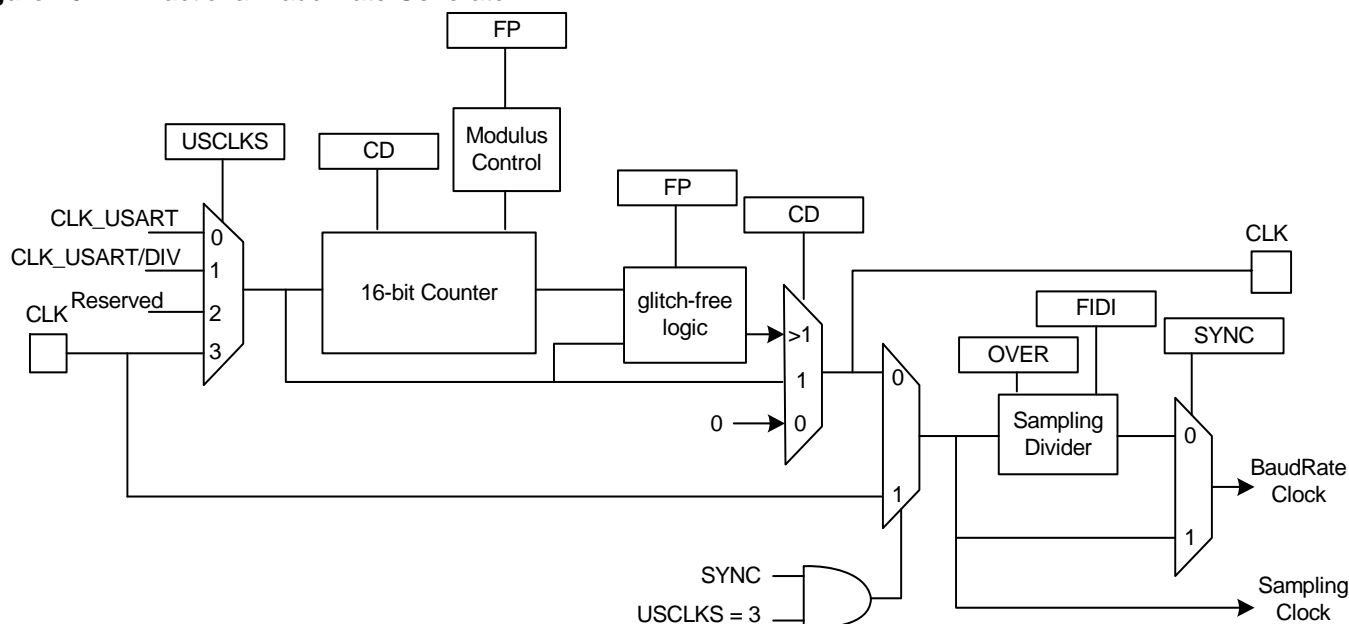 FP
Modulus
Control
USCLKS
CD
FP
CD
CLK_USART
0
CLK_USART/DIV
1
Reserved
2
CLK
3
16-bit Counter
glitch-free
logic
>1
1
0
0
CLK
FIDI
OVER
SYNC
0
1
Sampling
Divider
0
1
BaudRate
Clock
Sampling
Clock
SYNC
USCLKS = 3